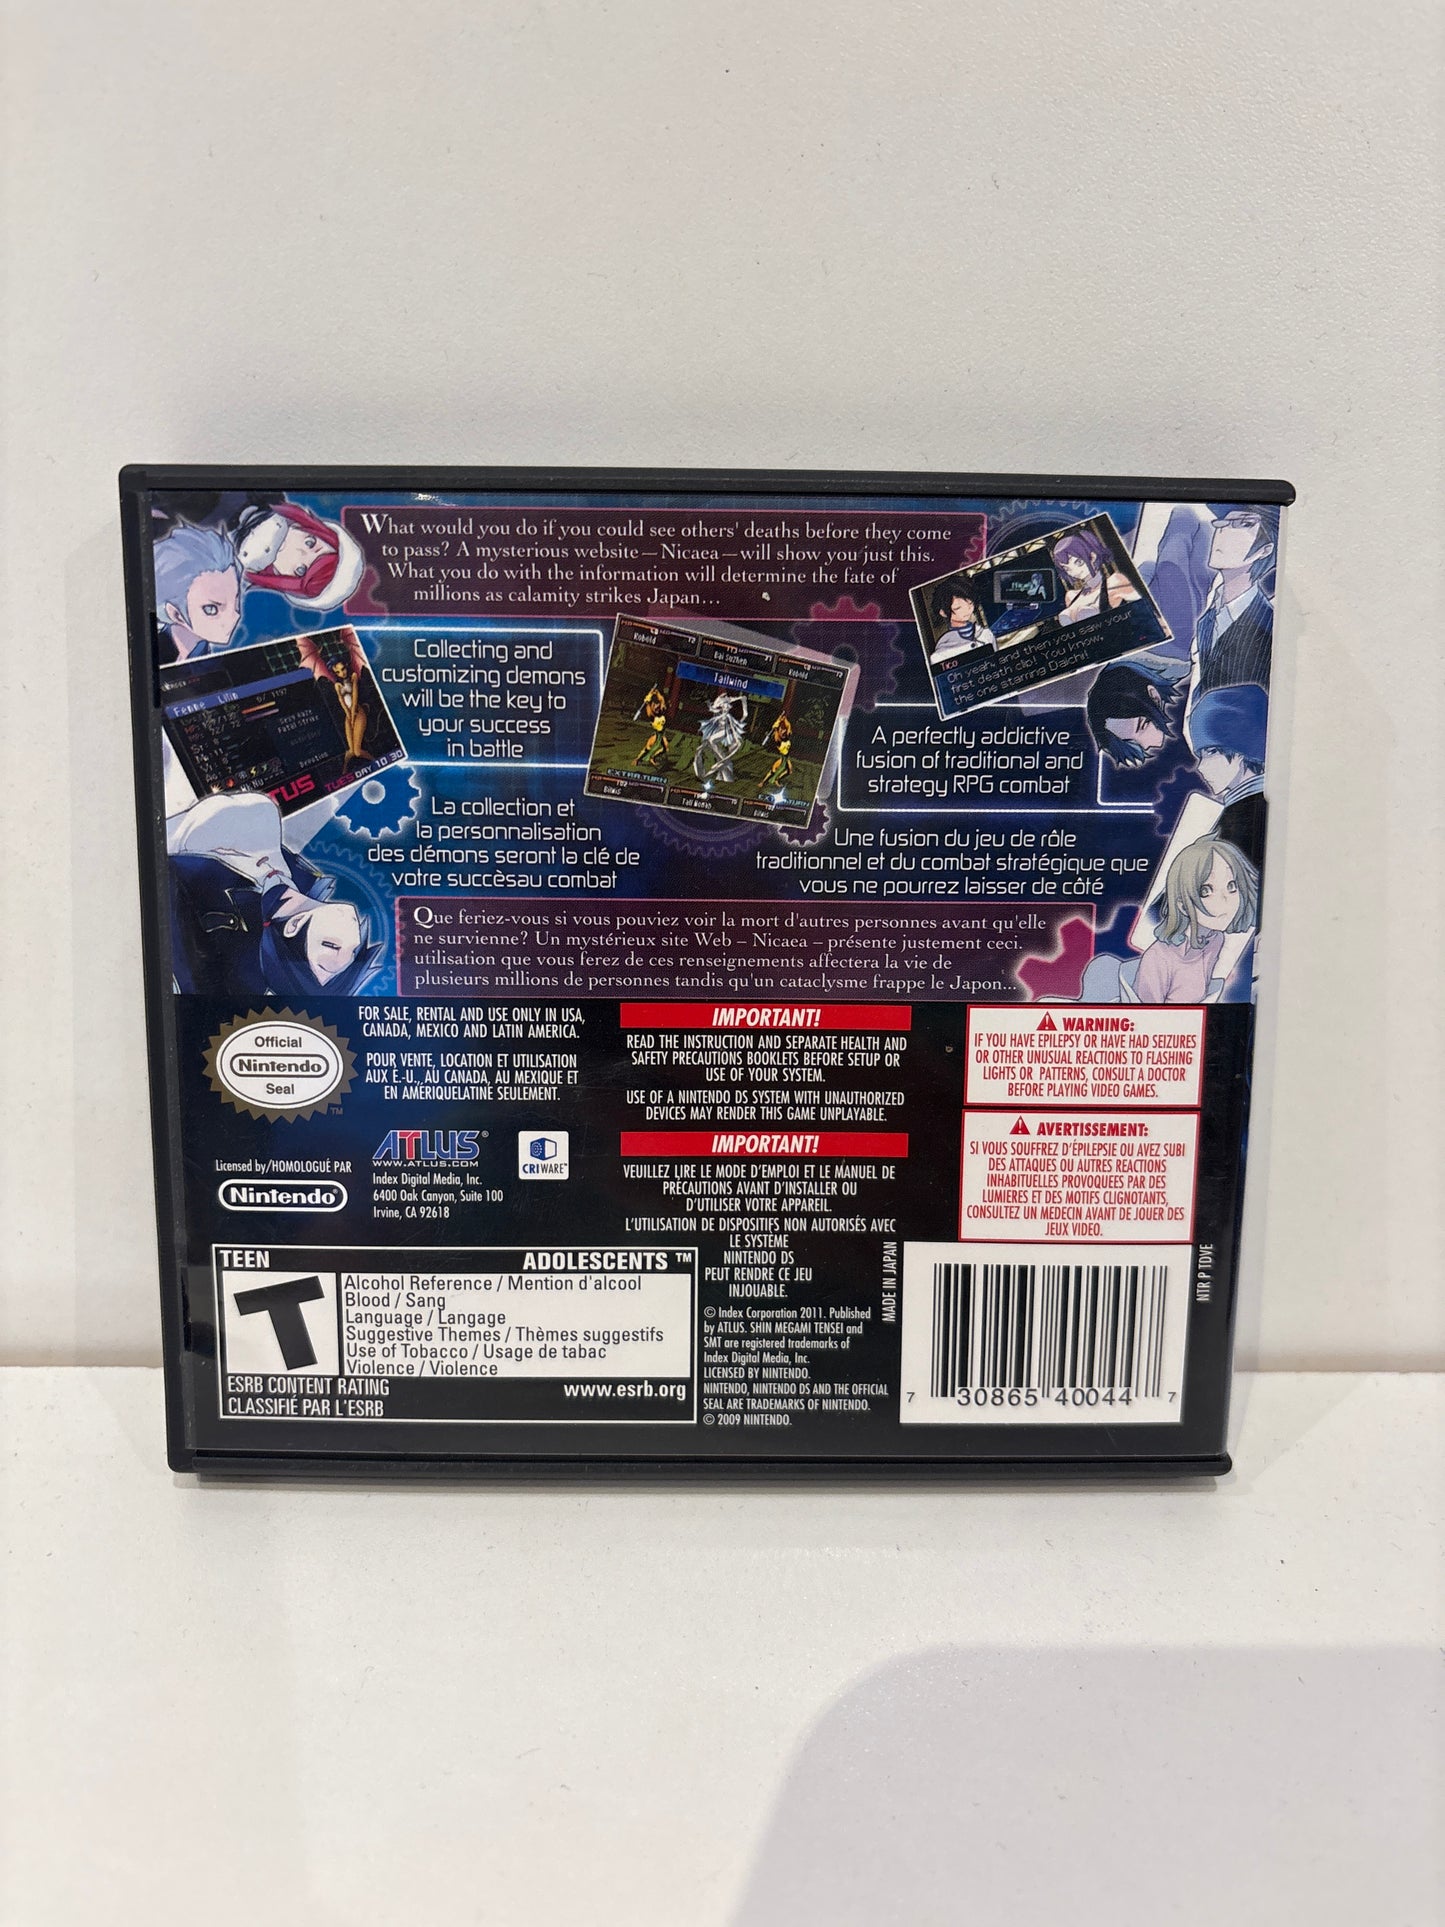 What would you do if you could see others' deaths before they come
to pass? A mysterious website – Nicaea – will show you just this.
What you do with the information will determine the fate of
millions as calamity strikes Japan...
Collecting and
customizing demons
will be the key to
your success
in battle
Tailwind
EXTRA TURN
TICO
Oh yeah, and then you saw your
first death clip! You know,
the one starring Daichi!
A perfectly addictive
fusion of traditional and
strategy RPG combat
TUESDAY 10:30
La collection et
la personnalisation
des démons seront la clé de
votre succèsau combat
Une fusion du jeu de rôle
traditionnel et du combat stratégique que
vous ne pourrez laisser de côté
Que feriez-vous si vous pouviez voir la mort d'autres personnes avant qu'elle
ne survienne? Un mystérieux site Web – Nicaea – présente justement ceci.
utilisation que vous ferez de ces renseignements affectera la vie de
plusieurs millions de personnes tandis qu'un cataclysme frappe le Japon...
Official
Nintendo
Seal
TM
FOR SALE, RENTAL AND USE ONLY IN USA,
CANADA, MEXICO AND LATIN AMERICA.
POUR VENTE, LOCATION ET UTILISATION
AUX E.-U., AU CANADA, AU MEXIQUE ET
EN AMÉRIQUELATINE SEULEMENT.
Licensed by/HOMOLOGUÉ PAR
Nintendo®
ATLUS®
WWW.ATLUS.COM
Index Digital Media, Inc.
6400 Oak Canyon, Suite 100
Irvine, CA 92618
CRIWARE™
IMPORTANT!
READ THE INSTRUCTION AND SEPARATE HEALTH AND
SAFETY PRECAUTIONS BOOKLETS BEFORE SETUP OR
USE OF YOUR SYSTEM.
USE OF A NINTENDO DS SYSTEM WITH UNAUTHORIZED
DEVICES MAY RENDER THIS GAME UNPLAYABLE.
IMPORTANT!
VEUILLEZ LIRE LE MODE D'EMPLOI ET LE MANUEL DE
PRÉCAUTIONS AVANT D'INSTALLER OU
D'UTILISER VOTRE APPAREIL.
L'UTILISATION DE DISPOSITIFS NON AUTORISÉS AVEC
LE SYSTÈME
NINTENDO DS
PEUT RENDRE CE JEU
INJOUABLE.
WARNING:
IF YOU HAVE EPILEPSY OR HAVE HAD SEIZURES
OR OTHER UNUSUAL REACTIONS TO FLASHING
LIGHTS OR PATTERNS, CONSULT A DOCTOR
BEFORE PLAYING VIDEO GAMES.
AVERTISSEMENT:
SI VOUS SOUFFREZ D'ÉPILEPSIE OU AVEZ SUBI
DES ATTAQUES OU AUTRES REACTIONS
INHABITUELLES PROVOQUEES PAR DES
LUMIERES ET DES MOTIFS CLIGNOTANTS,
CONSULTEZ UN MEDECIN AVANT DE JOUER DES
JEUX VIDEO.
TEEN
ADOLESCENTS ™
T
Alcohol Reference / Mention d'alcool
Blood / Sang
Language / Langage
Suggestive Themes / Thèmes suggestifs
Use of Tobacco / Usage de tabac
Violence / Violence
ESRB CONTENT RATING
CLASSIFIÉ PAR L'ESRB
www.esrb.org
© Index Corporation 2011. Published
by ATLUS. SHIN MEGAMI TENSEI and
SMT are registered trademarks of
Index Digital Media, Inc.
LICENSED BY NINTENDO.
NINTENDO, NINTENDO DS AND THE OFFICIAL
SEAL ARE TRADEMARKS OF NINTENDO.
© 2009 NINTENDO.
MADE IN JAPAN
NTR P TDVE
7 30865 40044 7